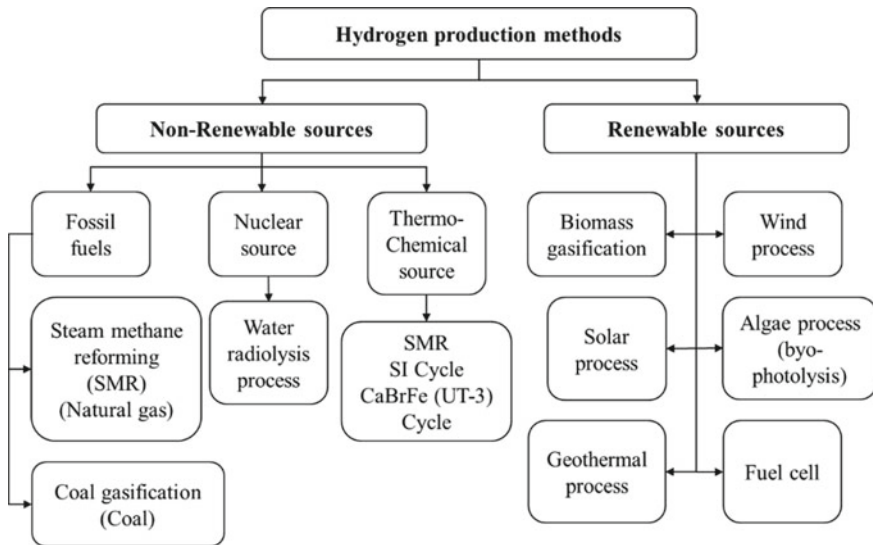 Hydrogen production methods
Non-Renewable sources
Renewable sources
Fossil
fuels
Nuclear
source
Thermo-
Chemical
source
Biomass
gasification
Wind
process
Steam methane
reforming
(SMR)
(Natural gas)
Water
radiolysis
process
SMR
SI Cycle
CaBrFe (UT-3)
Cycle
Solar
process
Algae process
(byo-
photolysis)
Coal gasification
(Coal)
Geothermal
process
Fuel cell